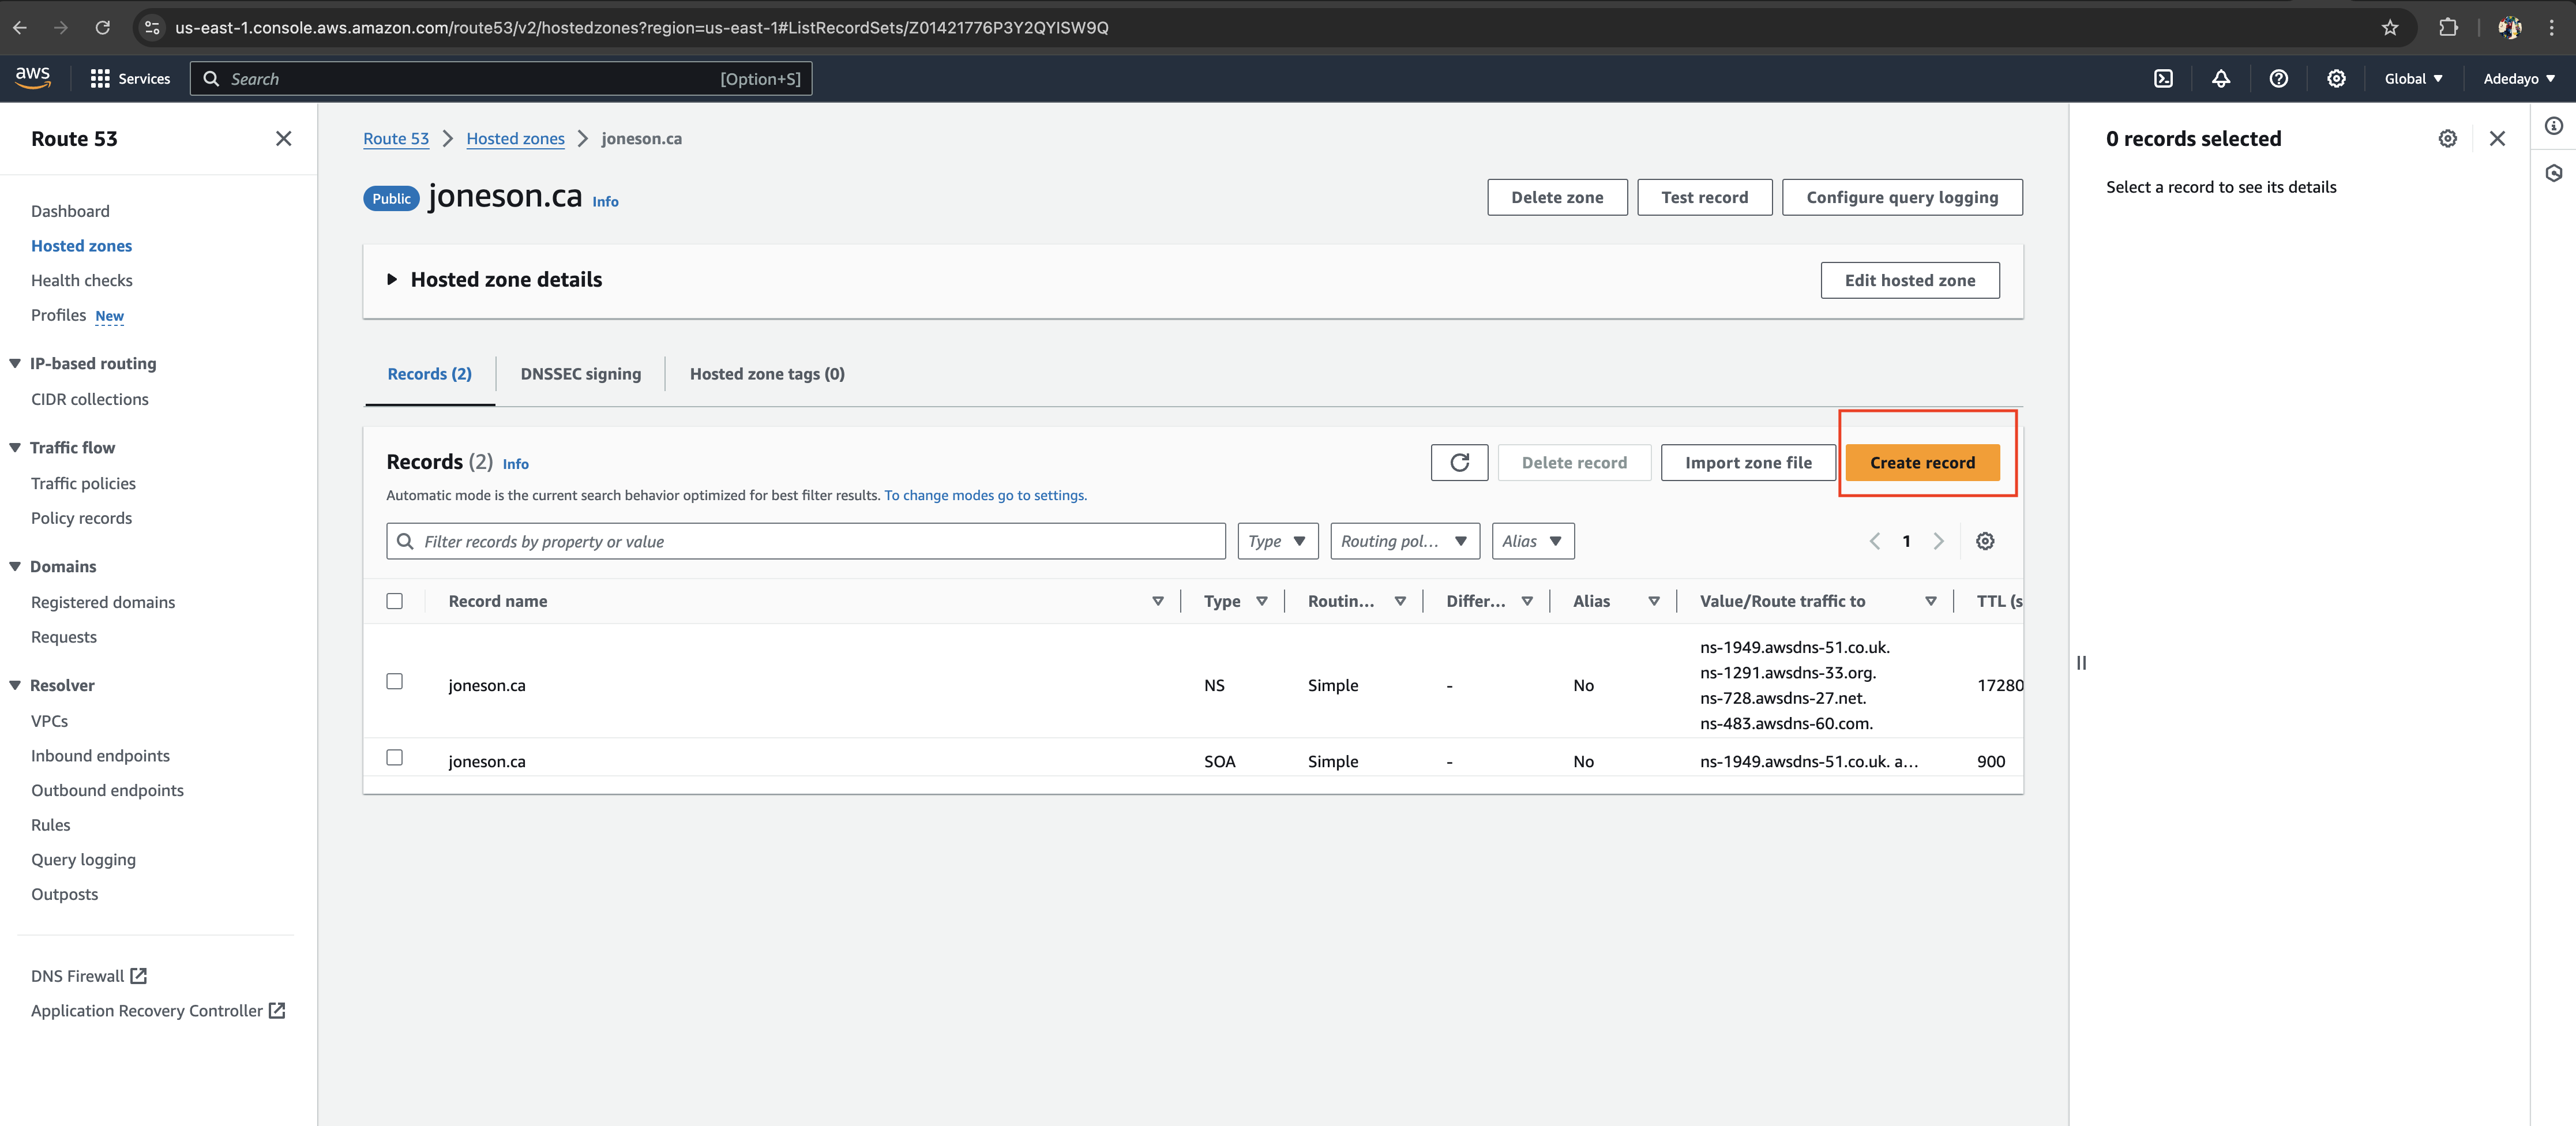 us-east-1.console.aws.amazon.com/route53/v2/hostedzones?region=us-east-1#ListRecordSets/Z01421776P3Y2QYISW9Q
aws
Services
Search
[Option+S]
Global
Adedayo
Route 53
Dashboard
Hosted zones
Health checks
Profiles New
IP-based routing
CIDR collections
Traffic flow
Traffic policies
Policy records
Domains
Registered domains
Requests
Resolver
VPCs
Inbound endpoints
Outbound endpoints
Rules
Query logging
Outposts
DNS Firewall
Application Recovery Controller
Route 53 > Hosted zones > joneson.ca
Public joneson.ca Info
Delete zone
Test record
Configure query logging
Hosted zone details
Edit hosted zone
Records (2)
DNSSEC signing
Hosted zone tags (0)
Records (2) Info
Delete record
Import zone file
Create record
Automatic mode is the current search behavior optimized for best filter results. To change modes go to settings.
Filter records by property or value
Type
Routing pol...
Alias
1
Record name Type Routin... Differ... Alias Value/Route traffic to TTL (s
joneson.ca NS Simple - No
ns-1949.awsdns-51.co.uk.
ns-1291.awsdns-33.org.
ns-728.awsdns-27.net.
ns-483.awsdns-60.com.
17280
joneson.ca SOA Simple - No ns-1949.awsdns-51.co.uk. a... 900
0 records selected
Select a record to see its details